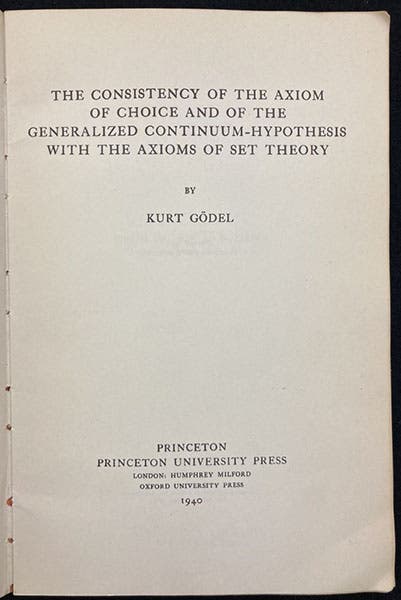 THE CONSISTENCY OF THE AXIOM
OF CHOICE AND OF THE
GENERALIZED CONTINUUM-HYPOTHESIS
WITH THE AXIOMS OF SET THEORY
BY
KURT GÖDEL
PRINCETON
PRINCETON UNIVERSITY PRESS
LONDON: HUMPHREY MILFORD
OXFORD UNIVERSITY PRESS
1940